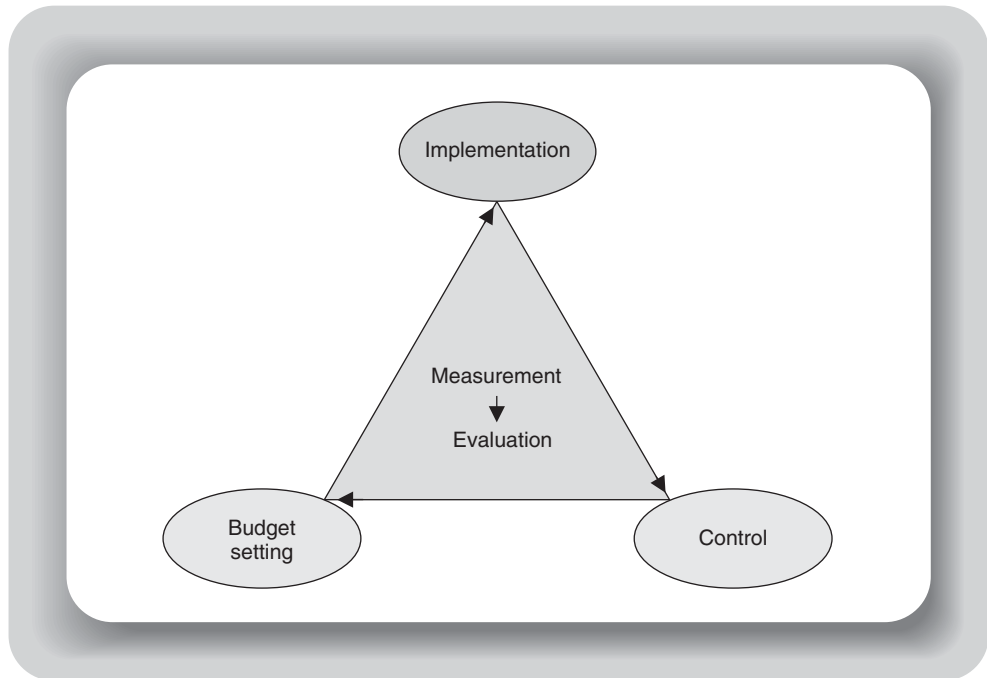 Implementation
Measurement
Evaluation
Budget
setting
Control